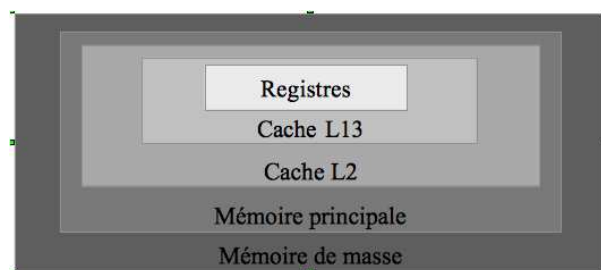 Registres
Cache L13
Cache L2
Mémoire principale
Mémoire de masse